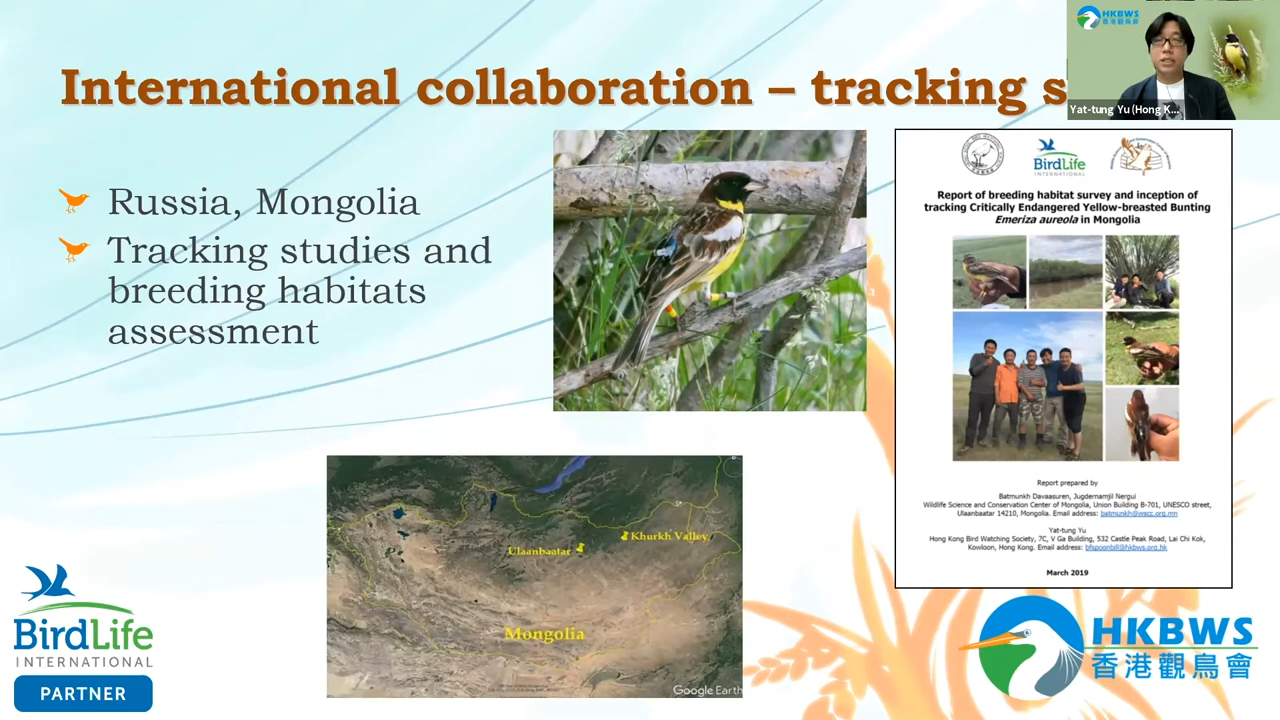 HKBWS
香港觀鳥會
Yat-tung Yu (Hong K...
International collaboration – tracking s
Russia, Mongolia
Tracking studies and
breeding habitats
assessment
BirdLife
INTERNATIONAL
Report of breeding habitat survey and inception of
tracking Critically Endangered Yellow-breasted Bunting
Emeriza aureola in Mongolia
Report prepared by
Batmunkh Davaasuren, Jugdernamjil Nergui
Wildlife Science and Conservation Center of Mongolia, Union Building B-701, UNESCO street,
Ulaanbaatar 14210, Mongolia. Email address: batmunkh@wscc.org.mn
Yat-tung Yu
Hong Kong Bird Watching Society, 7C, V Ga Building, 532 Castle Peak Road, Lai Chi Kok,
Kowloon, Hong Kong. Email address: bfspoonbill@hkbws.org.hk
March 2019
Ulaanbaatar
Khurkh Valley
Mongolia
Google Earth
BirdLife
INTERNATIONAL
PARTNER
HKBWS
香港觀鳥會